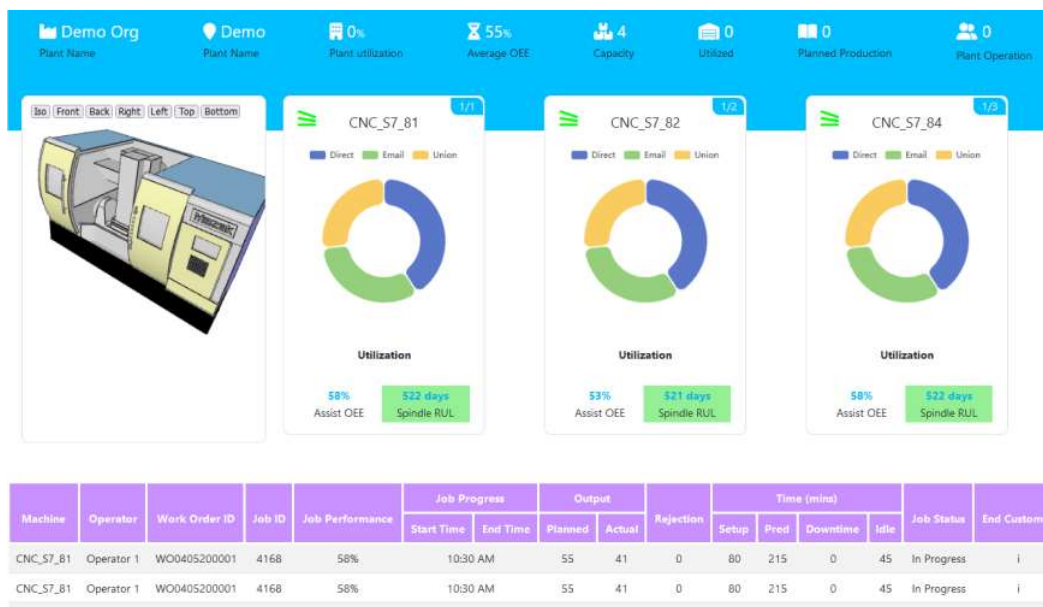 Demo Org
Plant Name
Demo
Plant Name
0%
Plant utilization
55%
Average OEE
4
Capacity
0
Utilized
0
Planned Production
0
Plant Operation
Iso Front Back Right Left Top Bottom
1/1
CNC_S7_81
Direct Email Union
Utilization
58%
Assist OEE
522 days
Spindle RUL
1/2
CNC_S7_82
Direct Email Union
Utilization
53%
Assist OEE
521 days
Spindle RUL
1/3
CNC_S7_84
Direct Email Union
Utilization
58%
Assist OEE
522 days
Spindle RUL
Machine Operator Work Order ID Job ID Job Performance Job Progress Output Rejection Time (mins) Job Status End Custom
Start Time End Time Planned Actual Setup Pred Downtime Idle
CNC_S7_81 Operator 1 WO0405200001 4168 58% 10:30 AM 55 41 0 80 215 0 45 In Progress i
CNC_S7_81 Operator 1 WO0405200001 4168 58% 10:30 AM 55 41 0 80 215 0 45 In Progress i